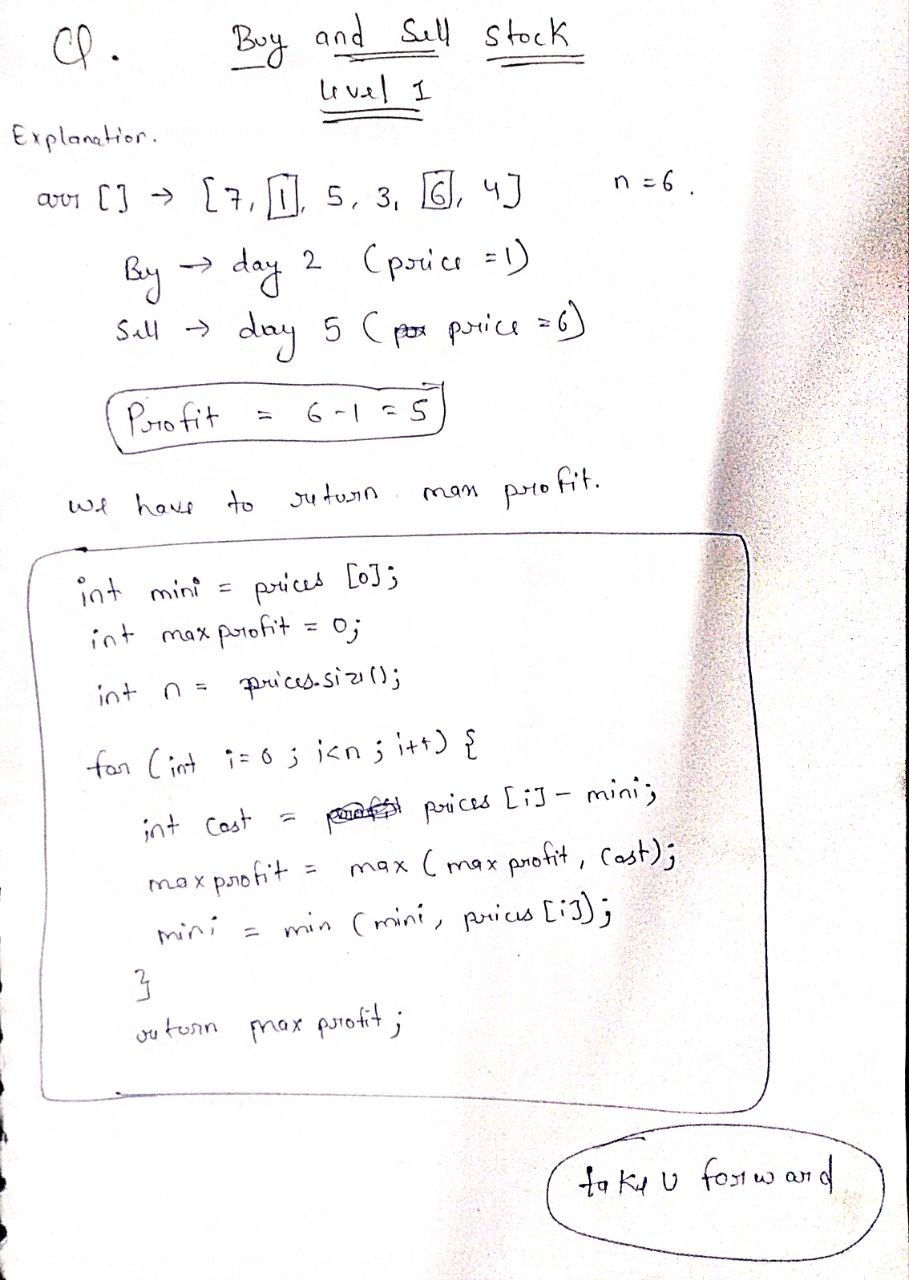 Q. Buy and Sell Stock
level I
Explanation.
arr [] → [7, 1, 5, 3, 6, 4] n = 6.
By → day 2 (price = 1)
Sell → day 5 ( price = 6)
Profit = 6 - 1 = 5
we have to return max profit.
int mini = prices [0];
int maxprofit = 0;
int n = prices.size();
for (int i = 0; i<n; i++) {
int cost = prices [i] - mini;
maxprofit = max (maxprofit, cost);
mini = min (mini, prices [i]);
}
return maxprofit;
take U forward